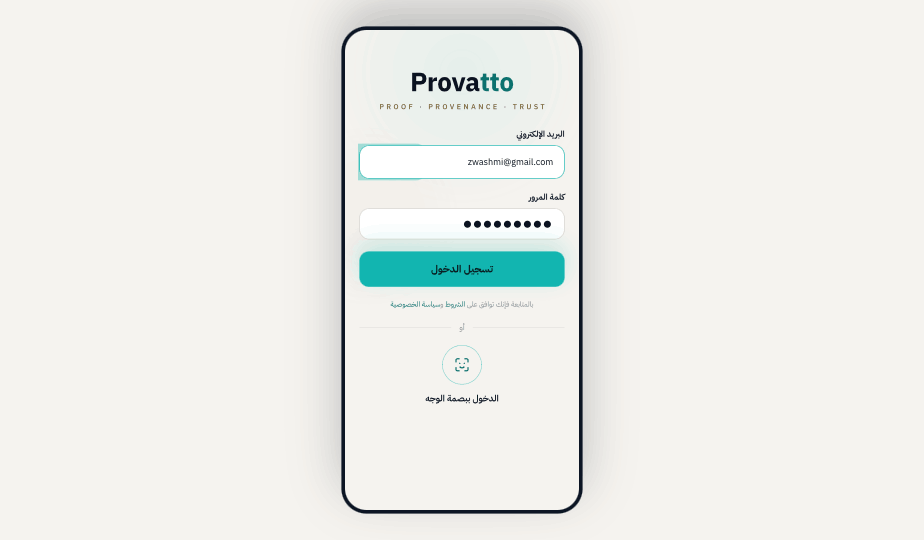 Provatto
PROOF · PROVENANCE · TRUST
البريد الإلكتروني
zwashmi@gmail.com
كلمة المرور
●●●●●●●●●
تسجيل الدخول
بالمتابعة فإنك توافق على الشروط وسياسة الخصوصية
أو
الدخول ببصمة الوجه